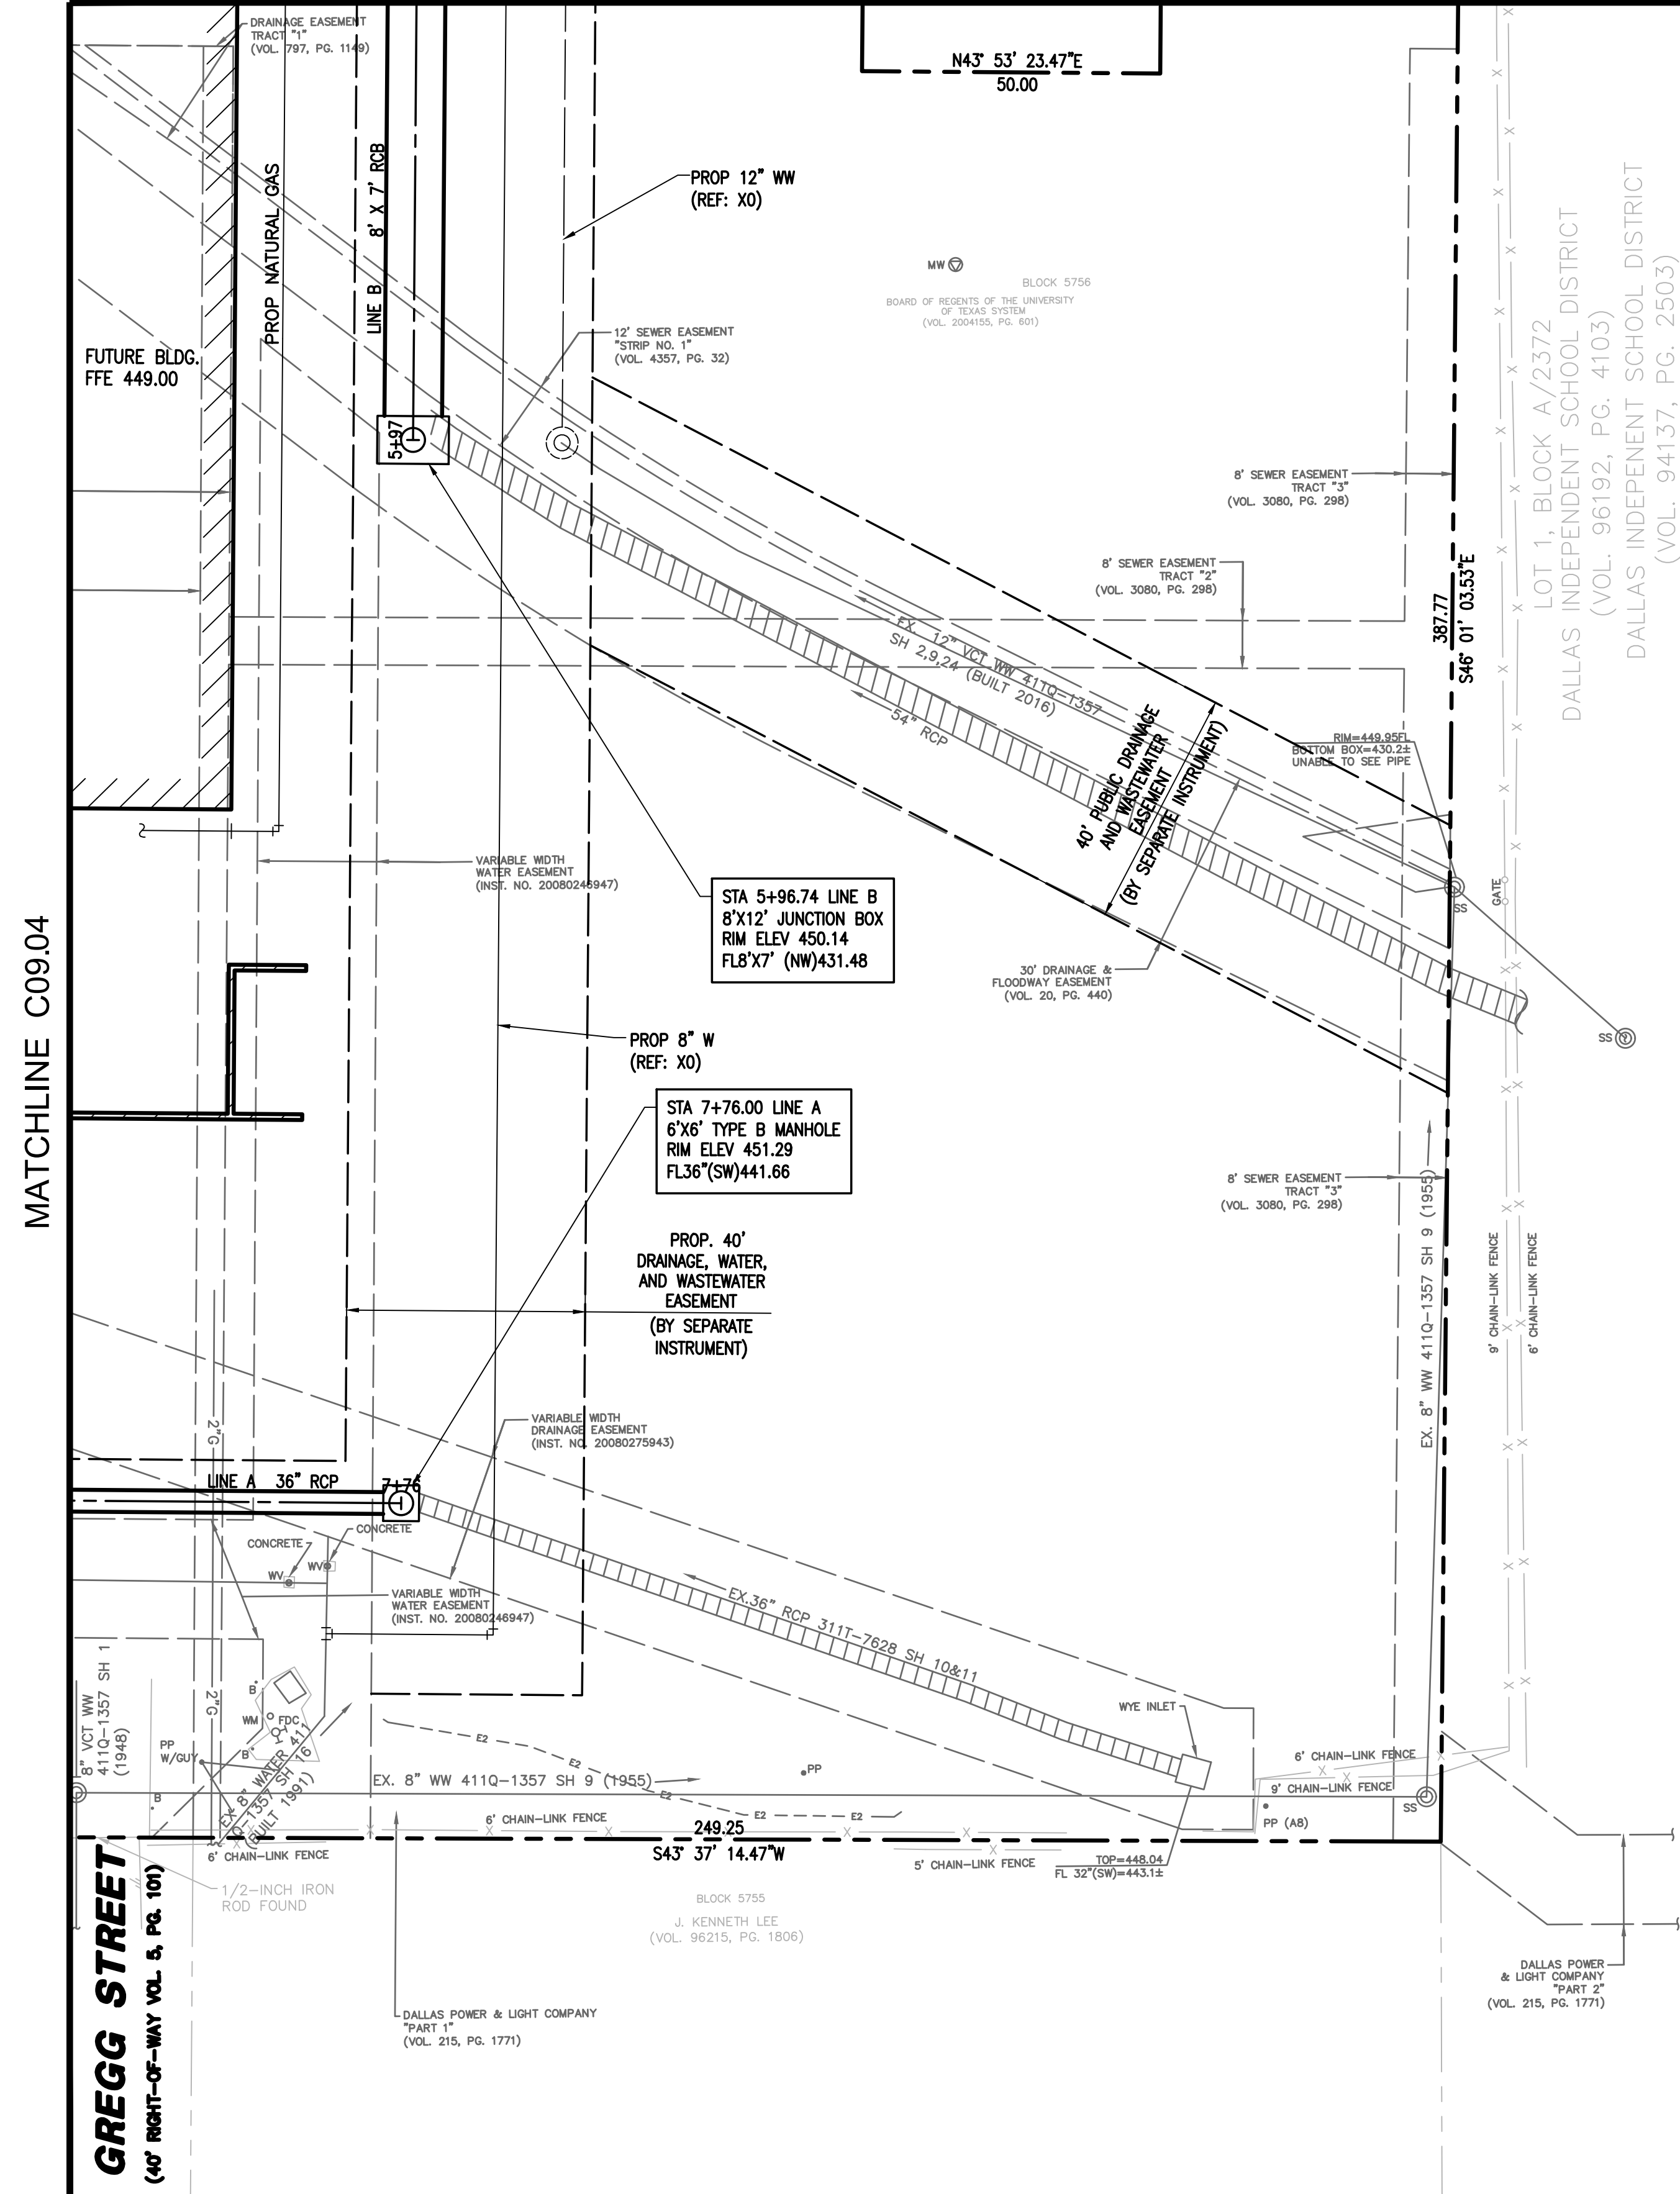 DRAINAGE EASEMENT
TRACT "1"
(VOL. 797, PG. 1149)
N43° 53' 23.47"E
50.00
PROP NATURAL GAS
LINE B   8' X 7' RCB
PROP 12" WW
(REF: X0)
MW
BLOCK 5756
BOARD OF REGENTS OF THE UNIVERSITY
OF TEXAS SYSTEM
(VOL. 2004155, PG. 601)
12' SEWER EASEMENT
"STRIP NO. 1"
(VOL. 4357, PG. 32)
FUTURE BLDG.
FFE 449.00
5+97
8' SEWER EASEMENT
TRACT "3"
(VOL. 3080, PG. 298)
8' SEWER EASEMENT
TRACT "2"
(VOL. 3080, PG. 298)
387.77
S46° 01' 03.53"E
LOT 1, BLOCK A/2372
DALLAS INDEPENDENT SCHOOL DISTRICT
(VOL. 96192, PG. 4103)
DALLAS INDEPENENT SCHOOL DISTRICT
(VOL. 94137, PG. 2503)
EX. 12" VCT WW 411Q-1357
SH 2,9,24 (BUILT 2016)
54" RCP
40' PUBLIC DRAINAGE
AND WASTEWATER
EASEMENT
(BY SEPARATE INSTRUMENT)
RIM=449.95FL
BOTTOM BOX=430.2±
UNABLE TO SEE PIPE
SS
GATE
SS
VARIABLE WIDTH
WATER EASEMENT
(INST. NO. 20080246947)
STA 5+96.74 LINE B
8'X12' JUNCTION BOX
RIM ELEV 450.14
FL8'X7' (NW)431.48
30' DRAINAGE &
FLOODWAY EASEMENT
(VOL. 20, PG. 440)
MATCHLINE C09.04
PROP 8" W
(REF: X0)
STA 7+76.00 LINE A
6'X6' TYPE B MANHOLE
RIM ELEV 451.29
FL36"(SW)441.66
8' SEWER EASEMENT
TRACT "3"
(VOL. 3080, PG. 298)
EX. 8" WW 411Q-1357 SH 9 (1955)
9' CHAIN-LINK FENCE
6' CHAIN-LINK FENCE
PROP. 40'
DRAINAGE, WATER,
AND WASTEWATER
EASEMENT
(BY SEPARATE
INSTRUMENT)
VARIABLE WIDTH
DRAINAGE EASEMENT
(INST. NO. 20080275943)
2"G
LINE A   36" RCP
7+76
CONCRETE
CONCRETE
WV
WV
VARIABLE WIDTH
WATER EASEMENT
(INST. NO. 20080246947)
EX.36" RCP 311T-7628 SH 10&11
WYE INLET
8" VCT WW
411Q-1357 SH 1
(1948)
2"G
B
WM
FDC
PP
W/GUY
B
B
EX 8" WATER 411
Q-1357 SH 16
(BUILT 1991)
E2
E2
E2
E2
E2
PP
EX. 8" WW 411Q-1357 SH 9 (1955)
6' CHAIN-LINK FENCE
9' CHAIN-LINK FENCE
SS
PP (A8)
6' CHAIN-LINK FENCE
249.25
S43° 37' 14.47"W
6' CHAIN-LINK FENCE
5' CHAIN-LINK FENCE
TOP=448.04
FL 32"(SW)=443.1±
1/2-INCH IRON
ROD FOUND
BLOCK 5755
J. KENNETH LEE
(VOL. 96215, PG. 1806)
GREGG STREET
(40' RIGHT-OF-WAY VOL. 5, PG. 101)
DALLAS POWER & LIGHT COMPANY
"PART 1"
(VOL. 215, PG. 1771)
DALLAS POWER
& LIGHT COMPANY
"PART 2"
(VOL. 215, PG. 1771)